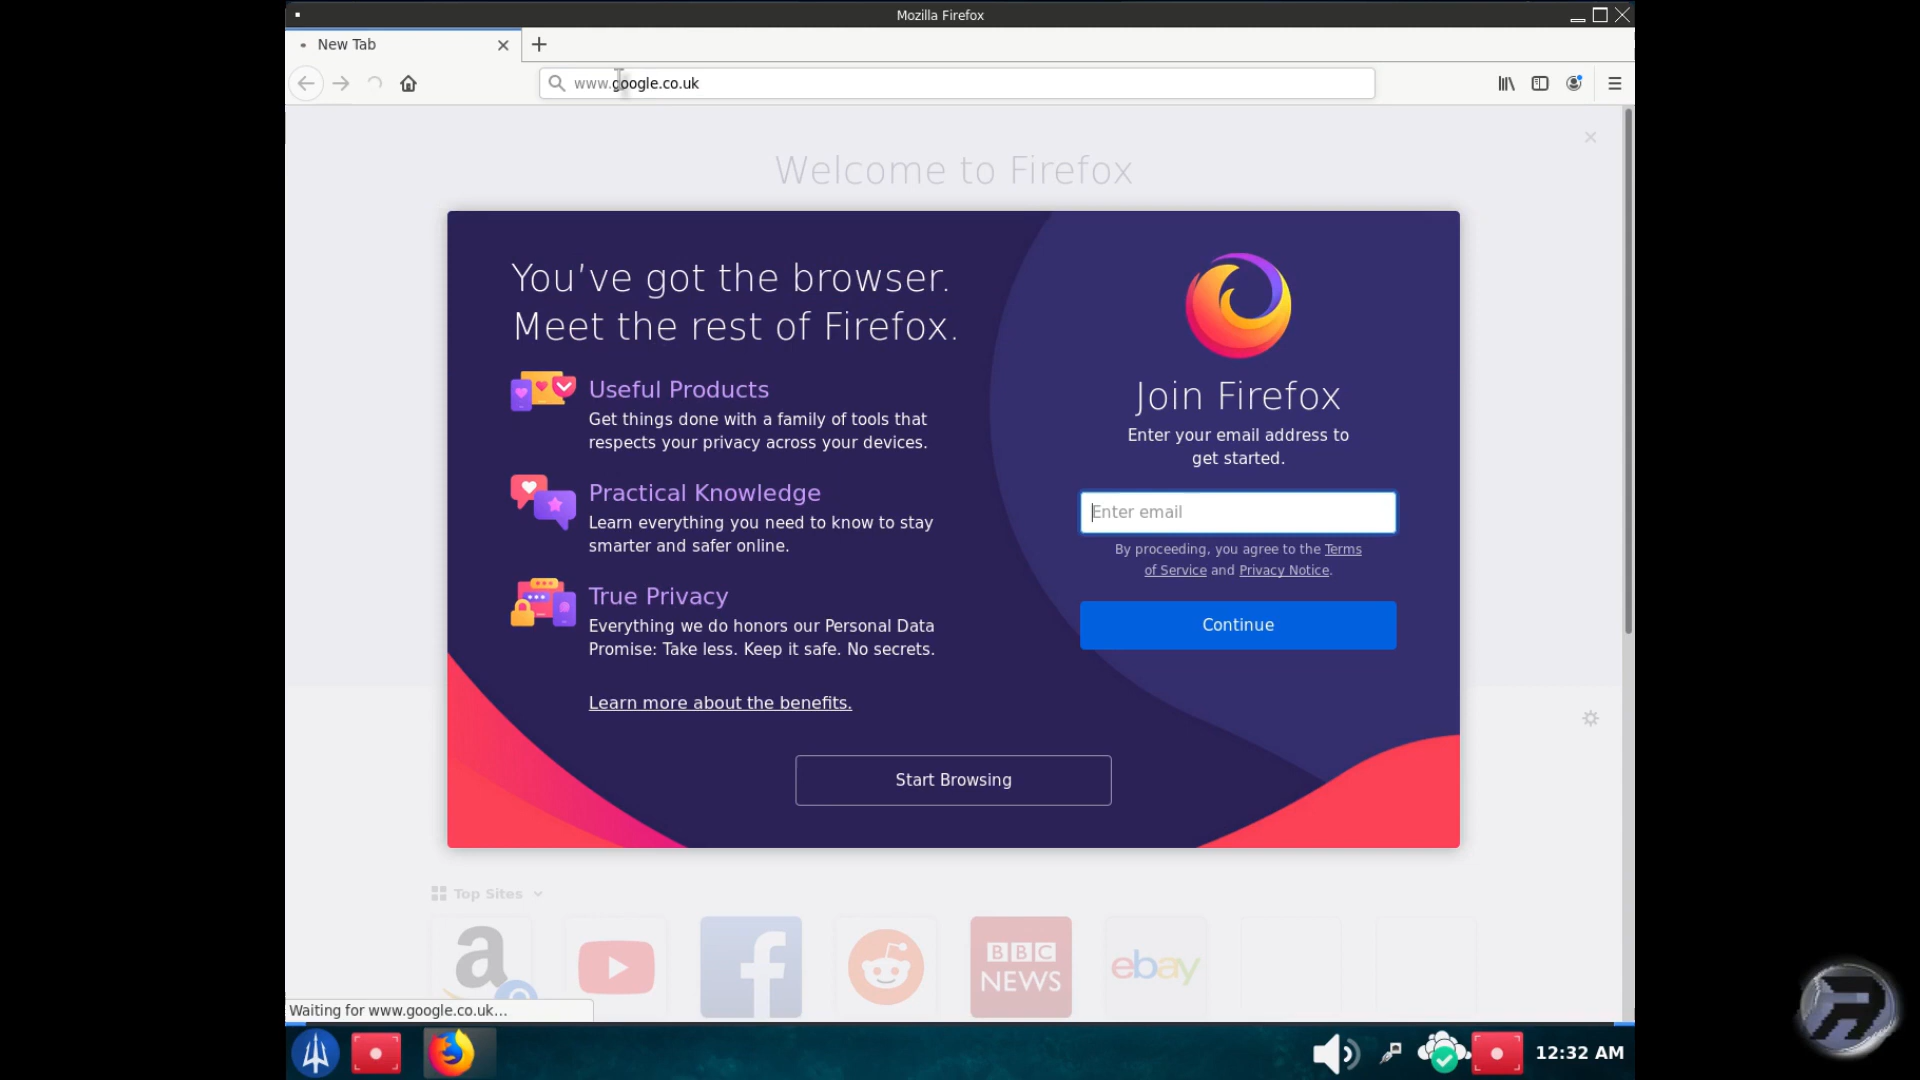 Mozilla Firefox
New Tab
www.google.co.uk
Welcome to Firefox
You've got the browser.
Meet the rest of Firefox.
Useful Products
Get things done with a family of tools that
respects your privacy across your devices.
Practical Knowledge
Learn everything you need to know to stay
smarter and safer online.
True Privacy
Everything we do honors our Personal Data
Promise: Take less. Keep it safe. No secrets.
Learn more about the benefits.
Join Firefox
Enter your email address to
get started.
Enter email
By proceeding, you agree to the Terms
of Service and Privacy Notice.
Continue
Start Browsing
Top Sites
a
f
BBC
NEWS
ebay
Waiting for www.google.co.uk...
12:32 AM